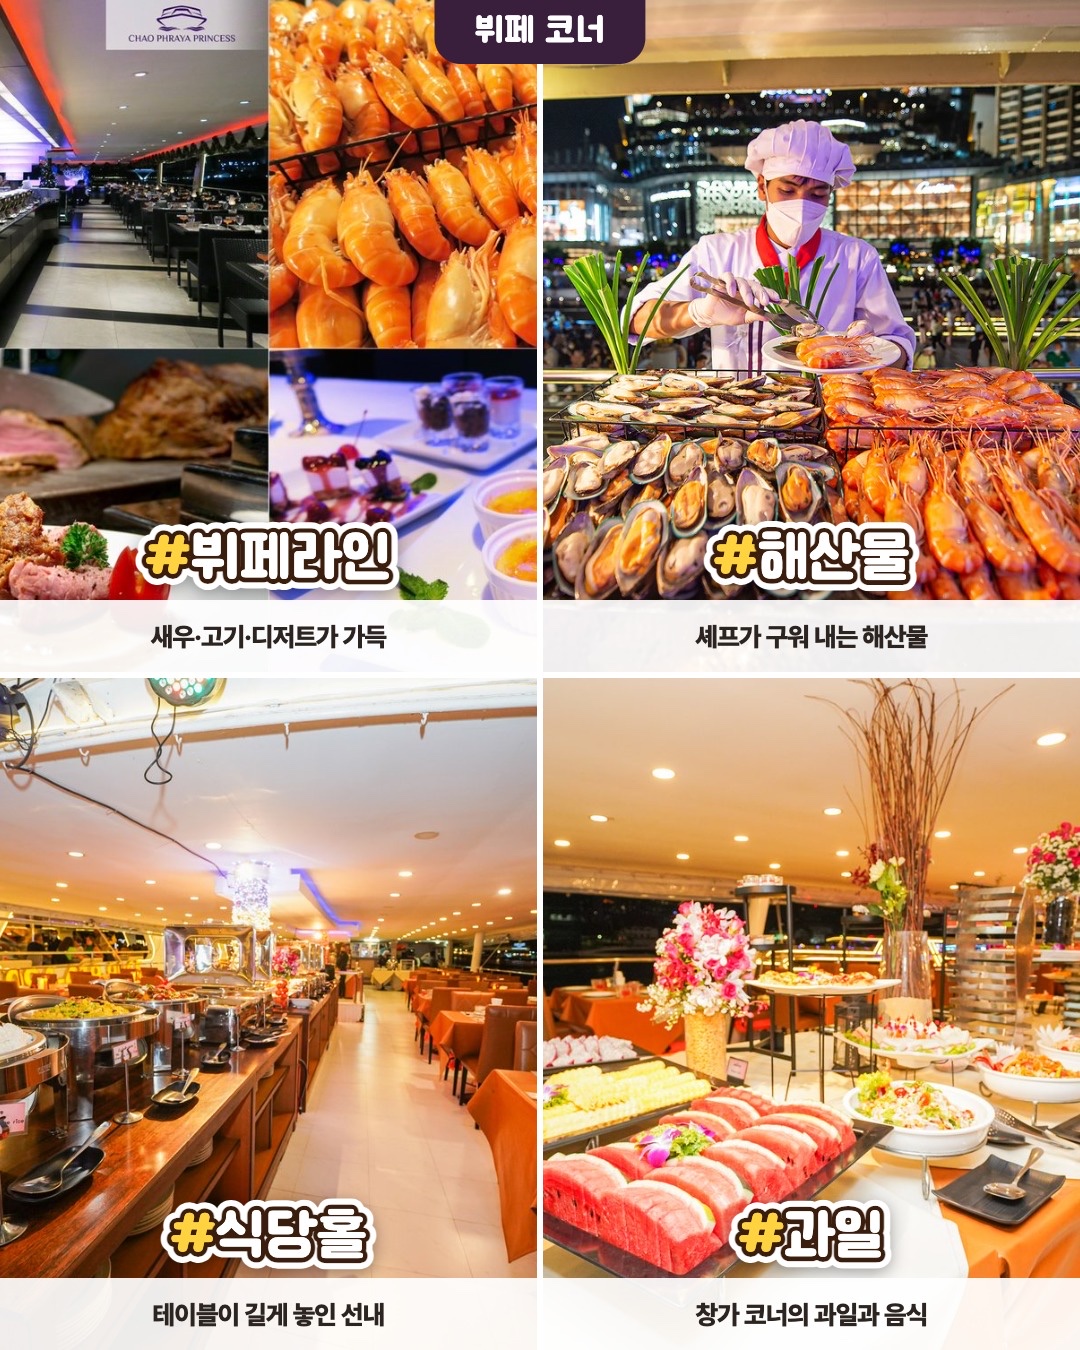 뷔페 코너
CHAO PHRAYA PRINCESS
#뷔페라인
새우·고기·디저트가 가득
#해산물
셰프가 구워 내는 해산물
#식당홀
테이블이 길게 놓인 선내
#과일
창가 코너의 과일과 음식